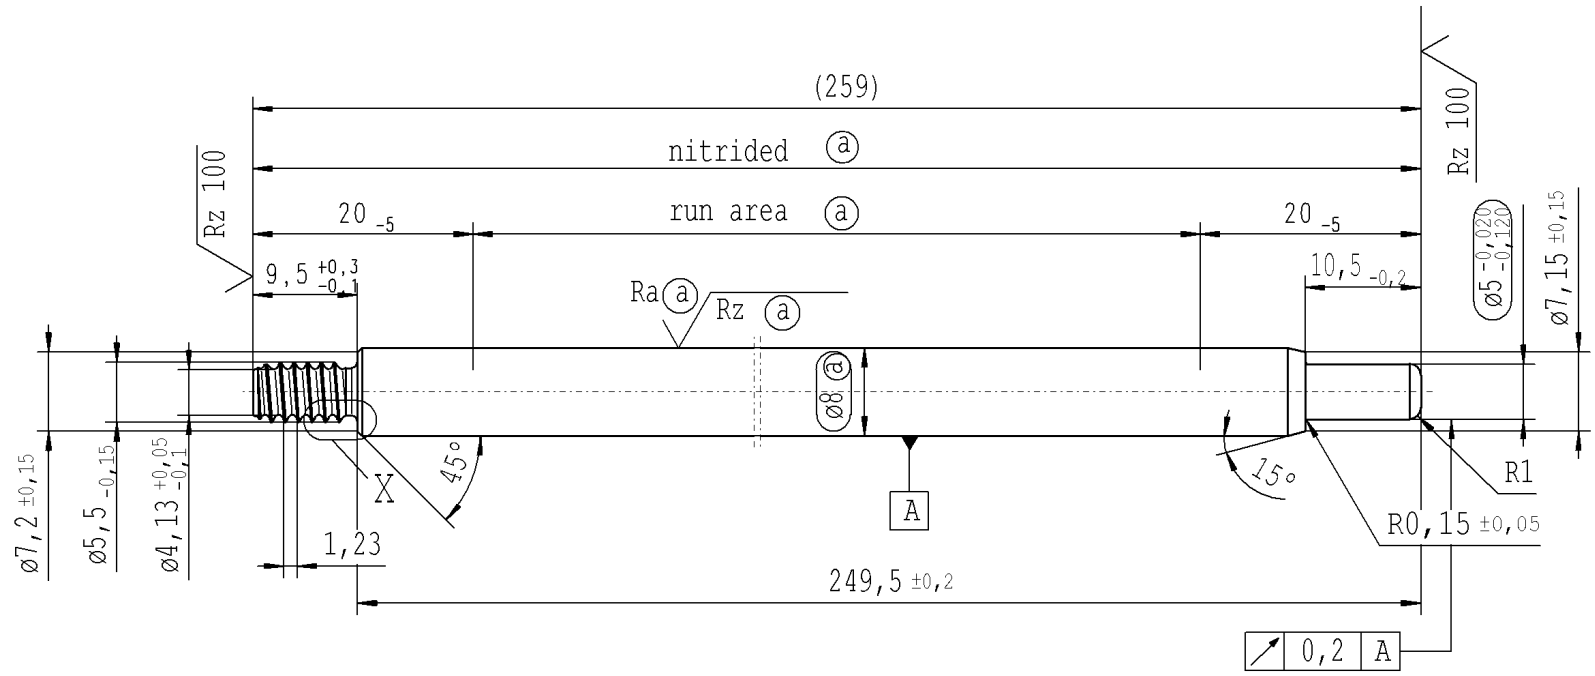 (259)
nitrided a
Rz 100
Rz 100
20 -5
run area a
20 -5
9,5 +0,3 -0,1
10,5 -0,2
ø5 -0,020 -0,120
ø7,15 ±0,15
Ra a
Rz a
ø8 a
ø7,2 ±0,15
ø5,5 -0,15
ø4,13 +0,05 -0,1
X
45°
15°
A
R1
R0,15 ±0,05
1,23
249,5 ±0,2
0,2 A